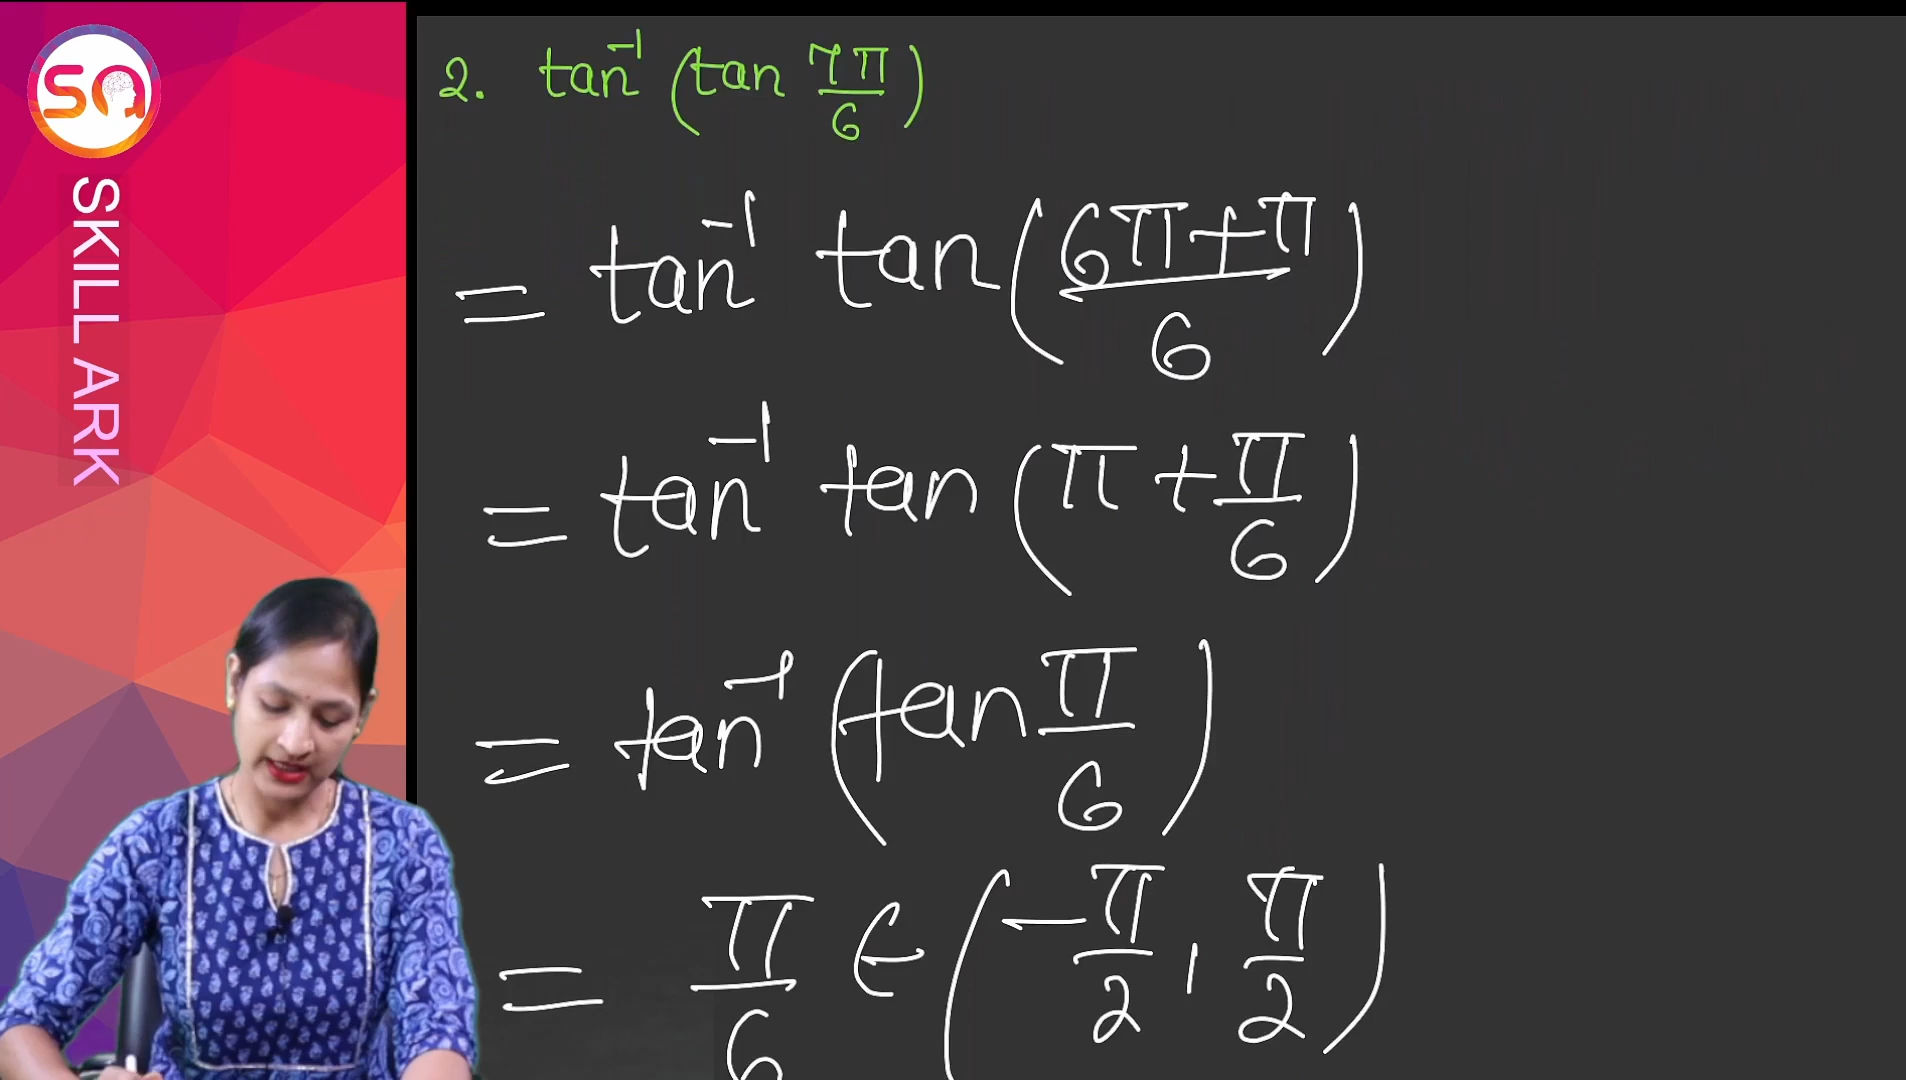 SKILL ARK
2. tan⁻¹ (tan 7π/6)
= tan⁻¹ tan (6π+π/6)
= tan⁻¹ tan (π + π/6)
= tan⁻¹ (tan π/6)
= π/6 ∈ (-π/2, π/2)